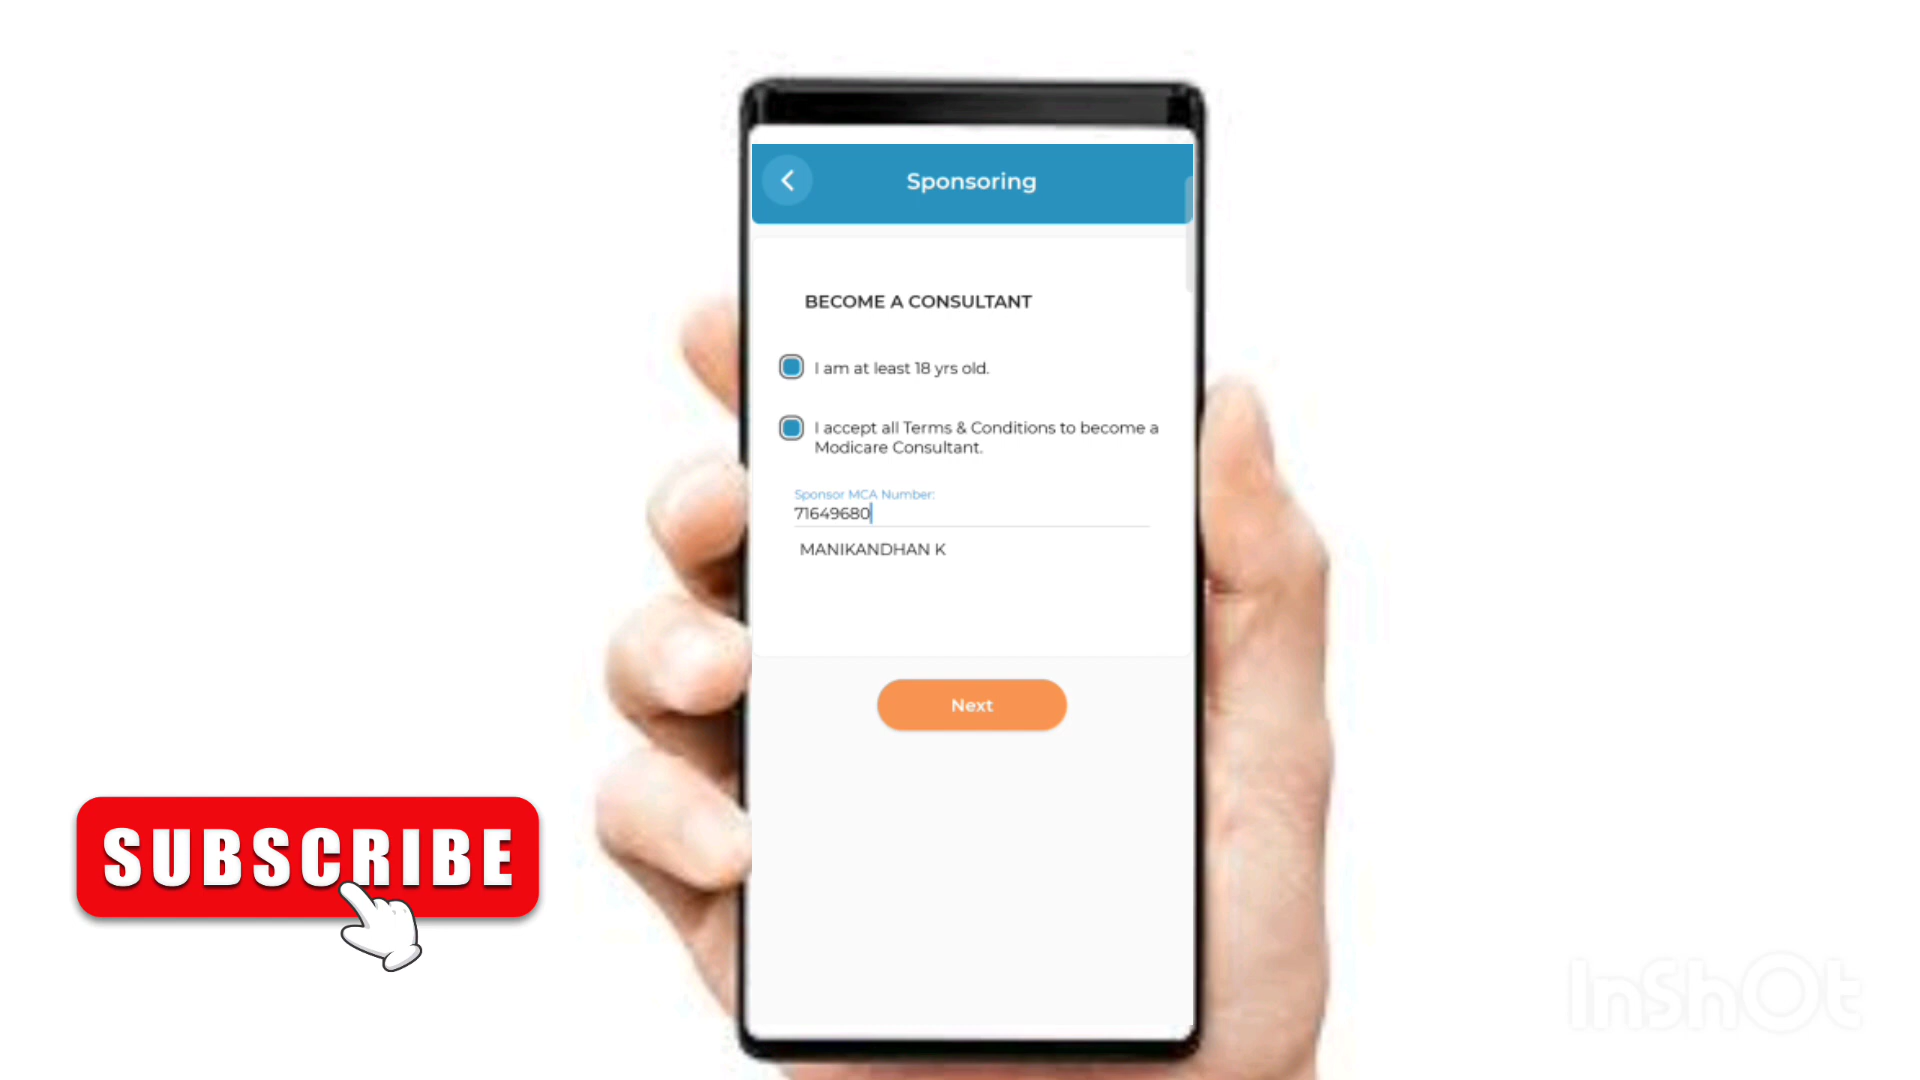 Sponsoring
BECOME A CONSULTANT
I am at least 18 yrs old.
I accept all Terms & Conditions to become a
Modicare Consultant.
Sponsor MCA Number:
71649680
MANIKANDHAN K
Next
SUBSCRIBE
InShOt